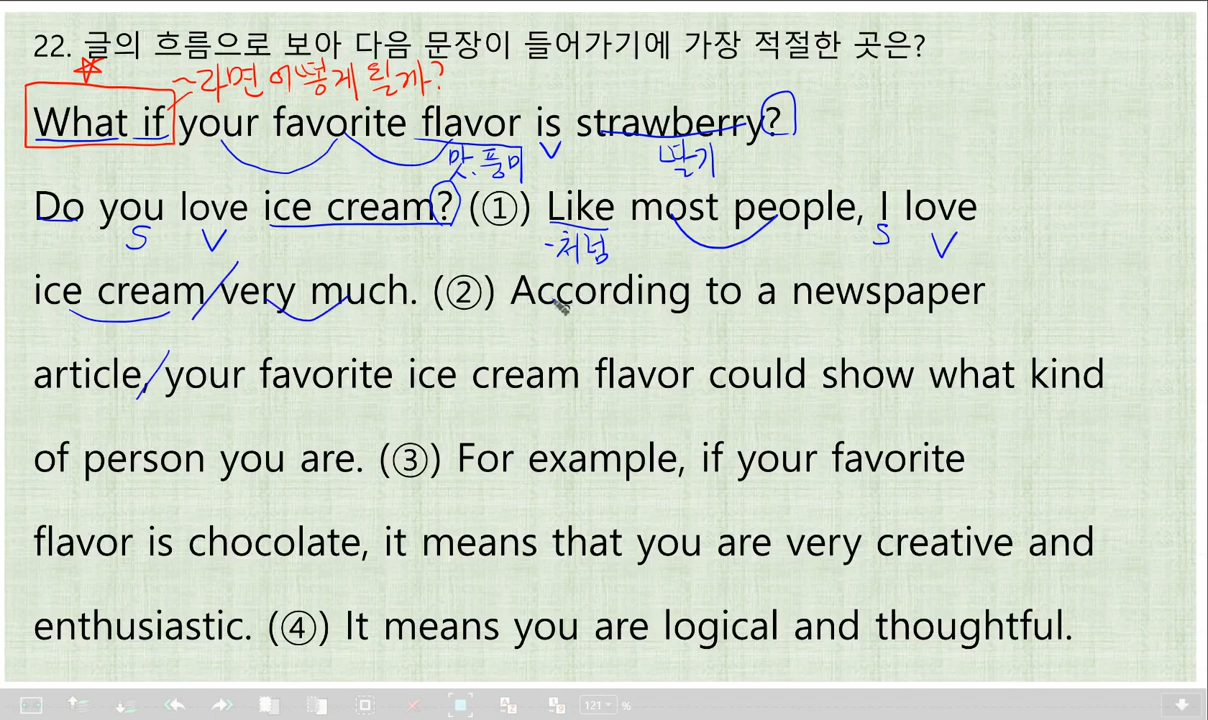 22. 글의 흐름으로 보아 다음 문장이 들어가기에 가장 적절한 곳은?
~라면 어떻게 될까?
What if your favorite flavor is strawberry?
맛.풍미 V 딸기
Do you love ice cream? (①) Like most people, I love
S V -처럼 S V
ice cream very much. (②) According to a newspaper
article, your favorite ice cream flavor could show what kind
of person you are. (③) For example, if your favorite
flavor is chocolate, it means that you are very creative and
enthusiastic. (④) It means you are logical and thoughtful.
121 %